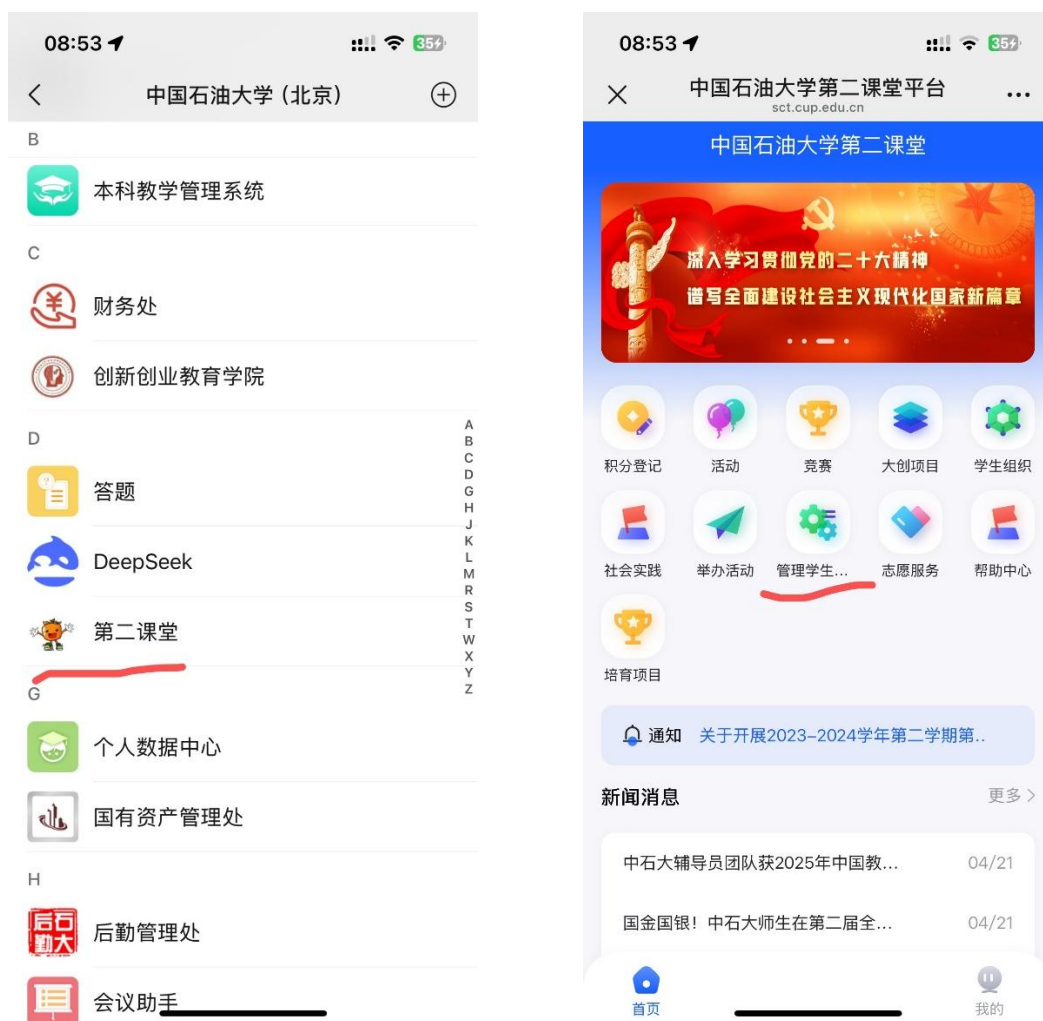 08:53
35
中国石油大学（北京）
B
本科教学管理系统
C
财务处
创新创业教育学院
D
答题
DeepSeek
第二课堂
G
个人数据中心
国有资产管理处
H
后勤管理处
会议助手
A
B
C
D
G
H
J
K
L
M
R
S
T
W
X
Y
Z
08:53
35
中国石油大学第二课堂平台
sct.cup.edu.cn
中国石油大学第二课堂
深入学习贯彻党的二十大精神
谱写全面建设社会主义现代化国家新篇章
积分登记 活动 竞赛 大创项目 学生组织
社会实践 举办活动 管理学生... 志愿服务 帮助中心
培育项目
通知 关于开展2023-2024学年第二学期第..
新闻消息 更多
中石大辅导员团队获2025年中国教... 04/21
国金国银！中石大师生在第二届全... 04/21
首页 我的